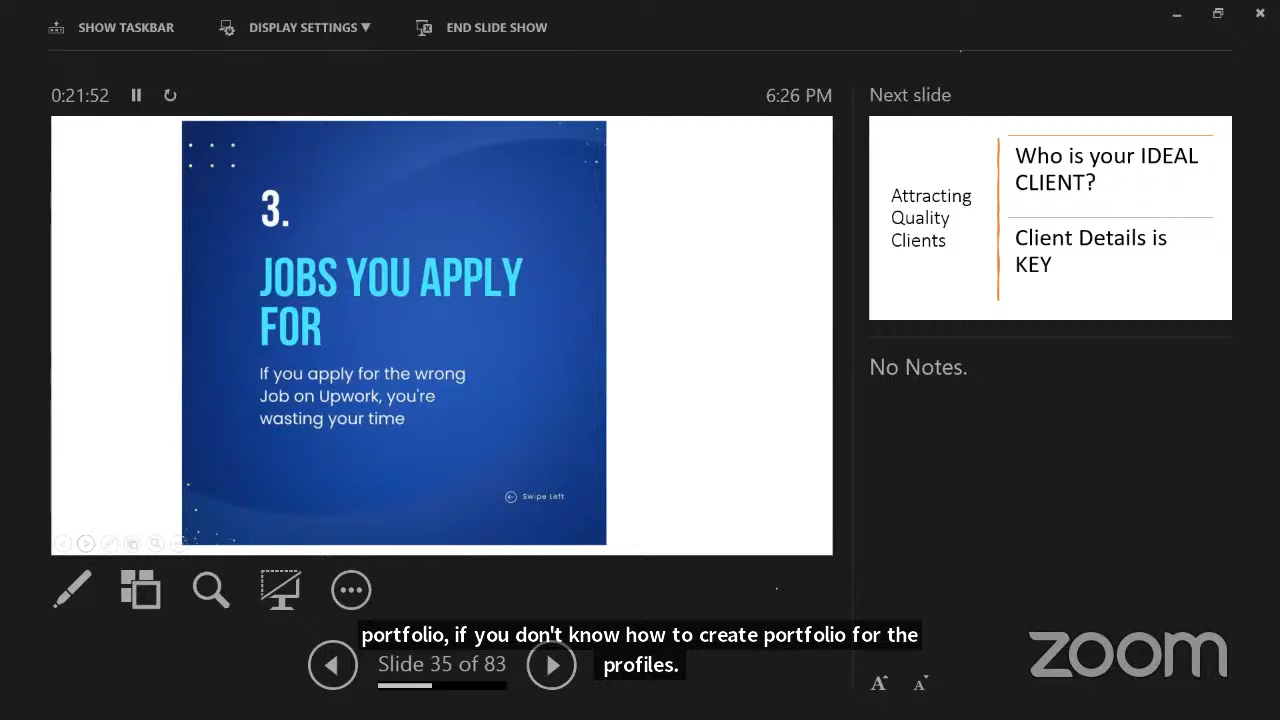 SHOW TASKBAR
DISPLAY SETTINGS ▼
END SLIDE SHOW
0:21:52
6:26 PM
3.
JOBS YOU APPLY
FOR
If you apply for the wrong
Job on Upwork, you're
wasting your time
Swipe Left
Next slide
Attracting
Quality
Clients
Who is your IDEAL
CLIENT?
Client Details is
KEY
No Notes.
portfolio, if you don't know how to create portfolio for the
profiles.
Slide 35 of 83
A A
zoom